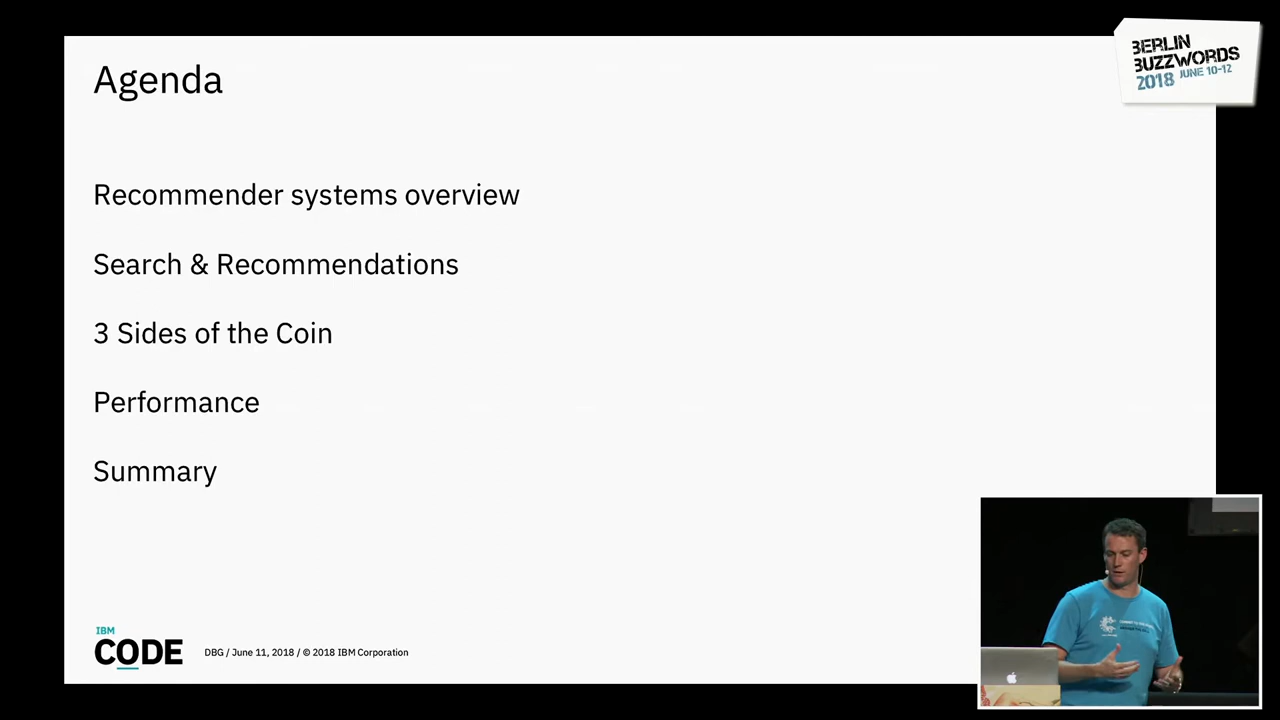 Agenda
BERLIN
BUZZWORDS
2018 JUNE 10-12
Recommender systems overview
Search & Recommendations
3 Sides of the Coin
Performance
Summary
IBM
CODE
DBG / June 11, 2018 / © 2018 IBM Corporation